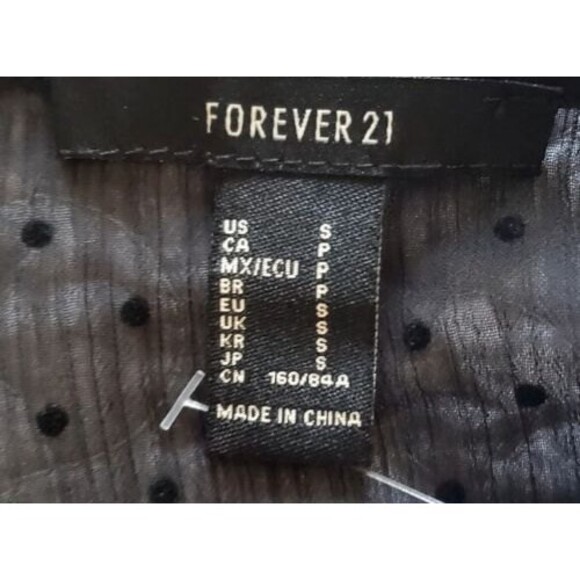 FOREVER 21
US S
CA P
MX/ECU P
BR P
EU S
UK S
KR S
JP S
CN 160/84A
MADE IN CHINA